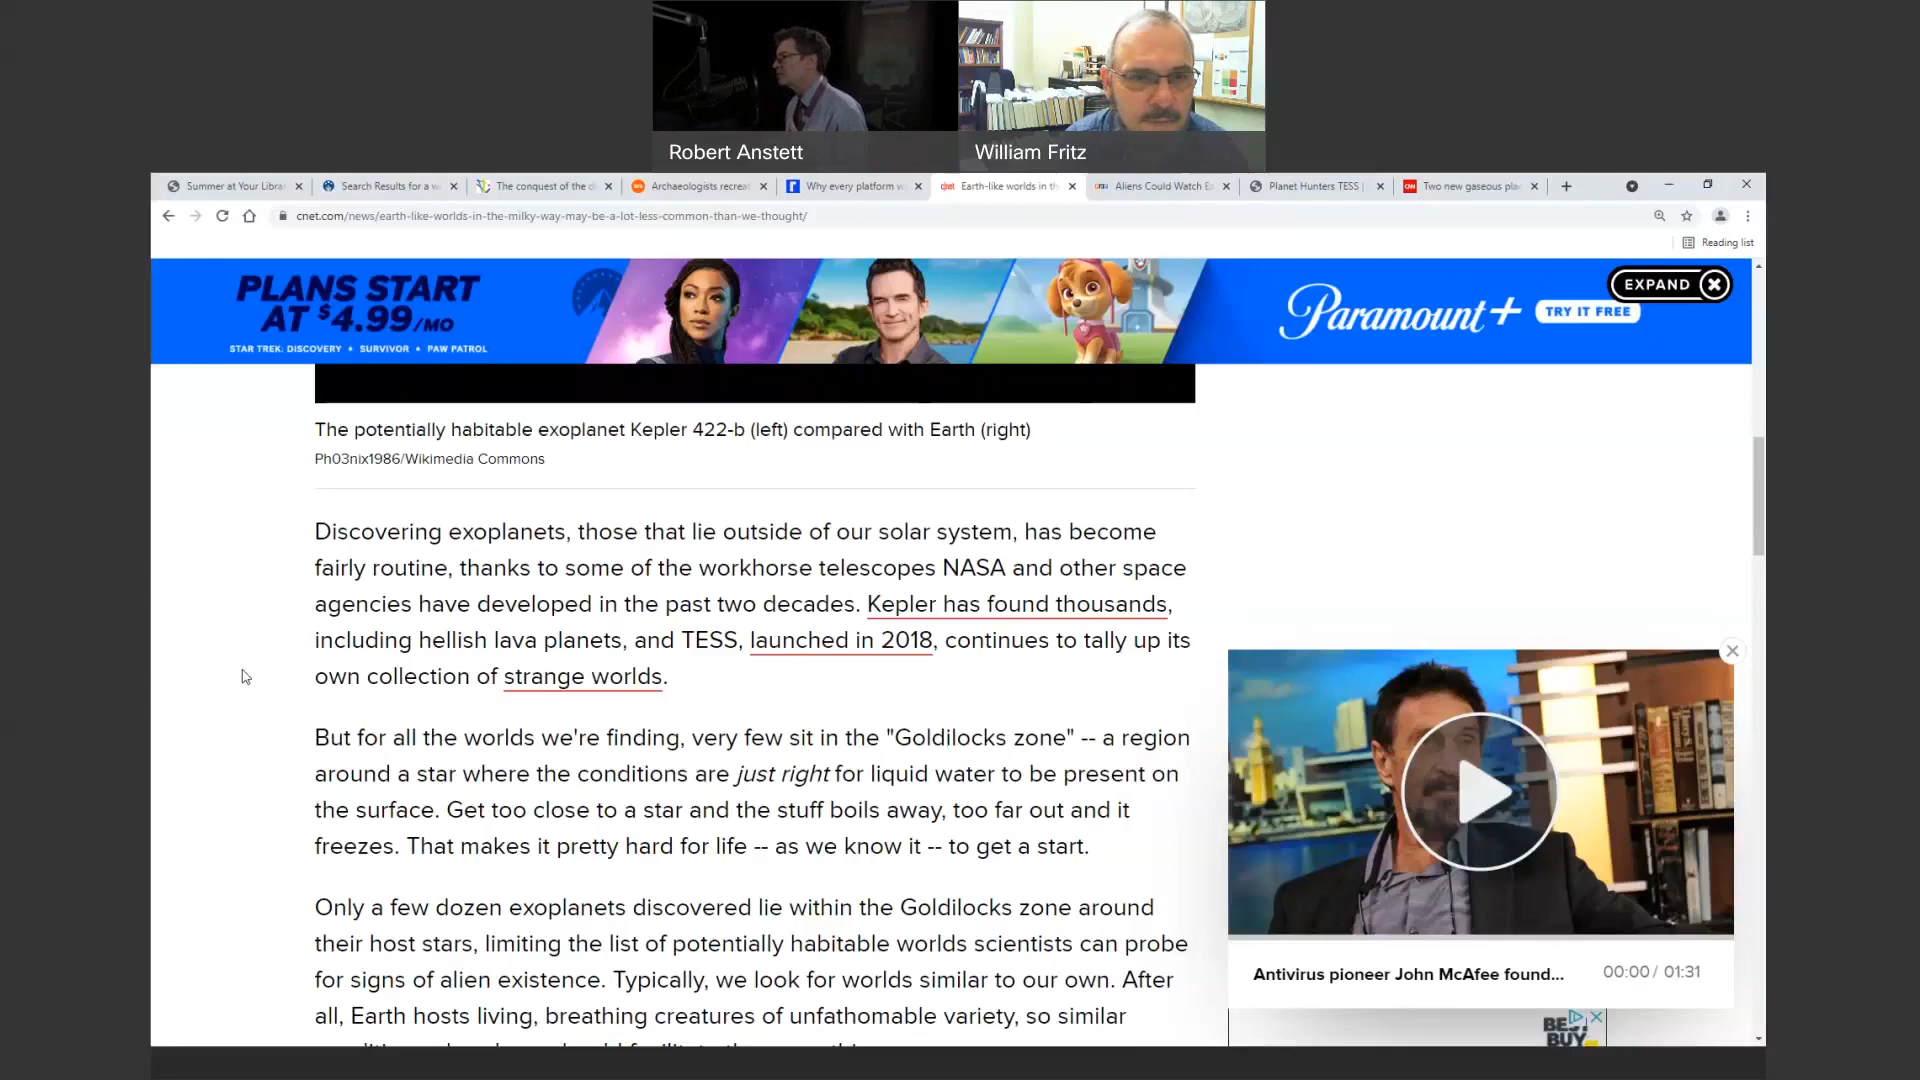 Robert Anstett
William Fritz
Summer at Your Libra
Search Results for a w
The conquest of the d
Archaeologists recreat
Why every platform w
cnet
Earth-like worlds in th
Aliens Could Watch E
Planet Hunters TESS |
CNN
Two new gaseous pla
cnet.com/news/earth-like-worlds-in-the-milky-way-may-be-a-lot-less-common-than-we-thought/
Reading list
PLANS START
AT $4.99/MO
STAR TREK: DISCOVERY • SURVIVOR • PAW PATROL
Paramount+
TRY IT FREE
EXPAND
The potentially habitable exoplanet Kepler 422-b (left) compared with Earth (right)
Ph03nix1986/Wikimedia Commons
Discovering exoplanets, those that lie outside of our solar system, has become
fairly routine, thanks to some of the workhorse telescopes NASA and other space
agencies have developed in the past two decades. Kepler has found thousands,
including hellish lava planets, and TESS, launched in 2018, continues to tally up its
own collection of strange worlds.
But for all the worlds we're finding, very few sit in the "Goldilocks zone" -- a region
around a star where the conditions are just right for liquid water to be present on
the surface. Get too close to a star and the stuff boils away, too far out and it
freezes. That makes it pretty hard for life -- as we know it -- to get a start.
Only a few dozen exoplanets discovered lie within the Goldilocks zone around
their host stars, limiting the list of potentially habitable worlds scientists can probe
for signs of alien existence. Typically, we look for worlds similar to our own. After
all, Earth hosts living, breathing creatures of unfathomable variety, so similar
Antivirus pioneer John McAfee found...
00:00 / 01:31
BEST
BUY